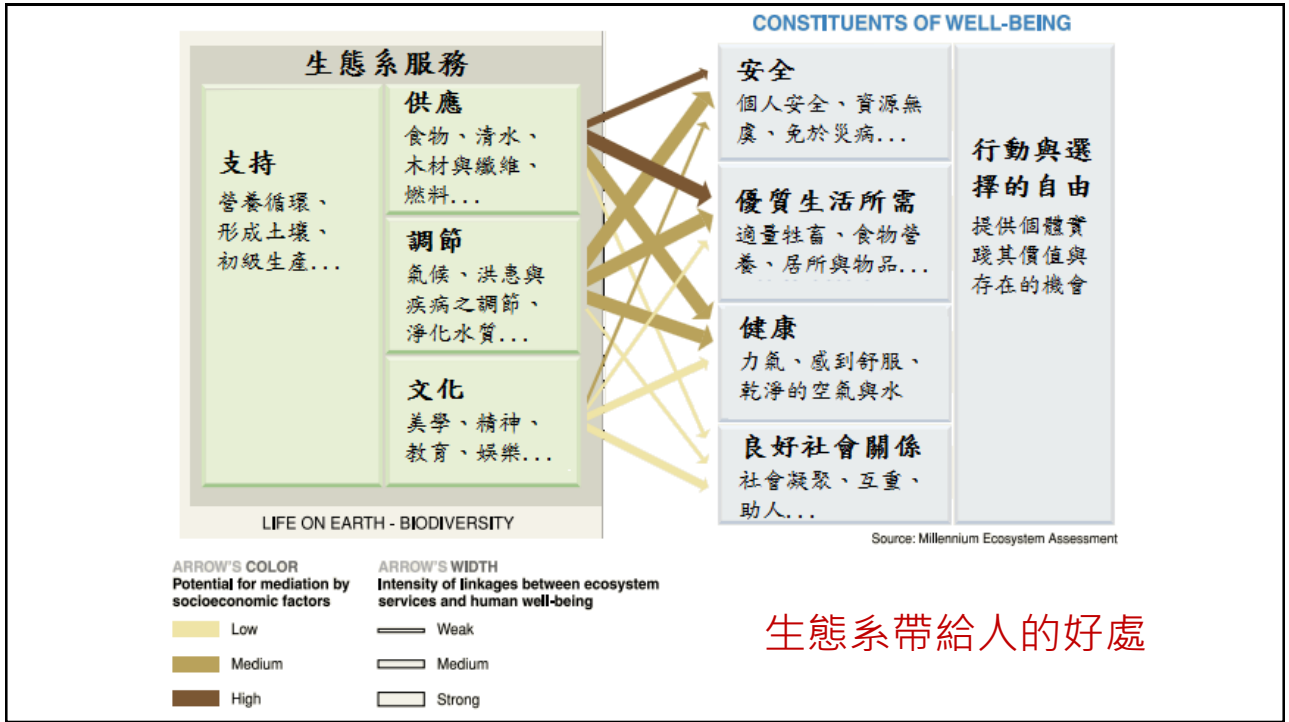 CONSTITUENTS OF WELL-BEING
生態系服務
支持
營養循環、
形成土壤、
初級生產...
供應
食物、清水、
木材與纖維、
燃料...
調節
氣候、洪患與
疾病之調節、
淨化水質...
文化
美學、精神、
教育、娛樂...
LIFE ON EARTH - BIODIVERSITY
安全
個人安全、資源無
虞、免於災病...
優質生活所需
適量牲畜、食物營
養、居所與物品...
健康
力氣、感到舒服、
乾淨的空氣與水
良好社會關係
社會凝聚、互重、
助人...
行動與選
擇的自由
提供個體實
踐其價值與
存在的機會
Source: Millennium Ecosystem Assessment
ARROW'S COLOR
Potential for mediation by
socioeconomic factors
Low
Medium
High
ARROW'S WIDTH
Intensity of linkages between ecosystem
services and human well-being
Weak
Medium
Strong
生態系帶給人的好處